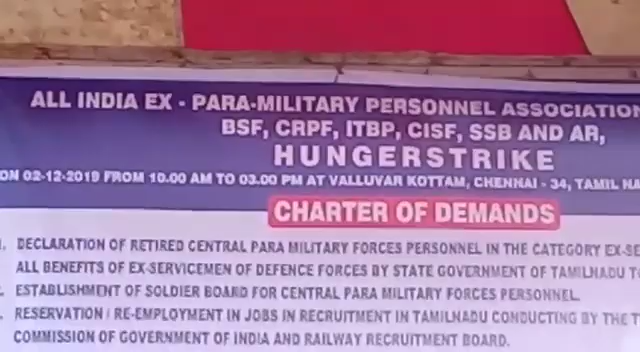 ALL INDIA EX - PARA-MILITARY PERSONNEL ASSOCIATION
BSF, CRPF, ITBP, CISF, SSB AND AR,
HUNGERSTRIKE
ON 02-12-2019 FROM 10.00 AM TO 03.00 PM AT VALLUVAR KOTTAM, CHENNAI - 34, TAMIL NA
CHARTER OF DEMANDS
DECLARATION OF RETIRED CENTRAL PARA MILITARY FORCES PERSONNEL IN THE CATEGORY EX-SE
ALL BENEFITS OF EX-SERVICEMEN OF DEFENCE FORCES BY STATE GOVERNMENT OF TAMILNADU T
ESTABLISHMENT OF SOLDIER BOARD FOR CENTRAL PARA MILITARY FORCES PERSONNEL.
RESERVATION / RE-EMPLOYMENT IN JOBS IN RECRUITMENT IN TAMILNADU CONDUCTING BY THE T
COMMISSION OF GOVERNMENT OF INDIA AND RAILWAY RECRUITMENT BOARD.